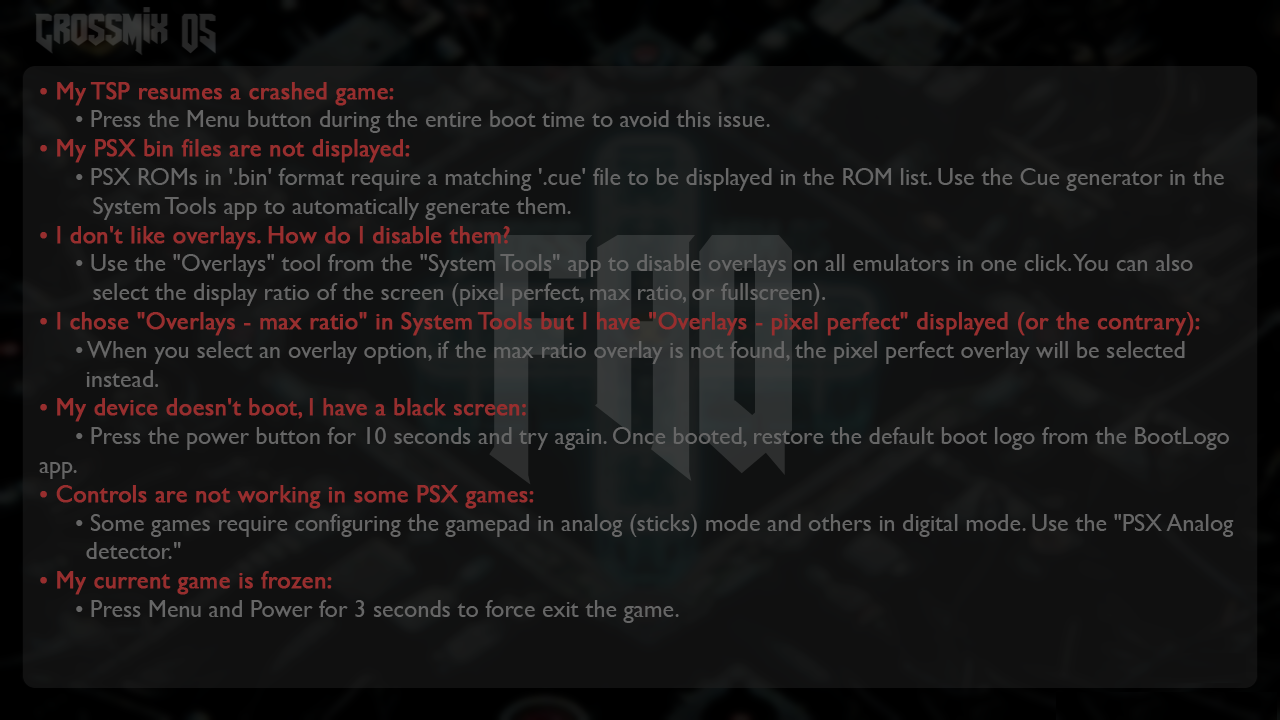 CROSSMIX OS
• My TSP resumes a crashed game:
• Press the Menu button during the entire boot time to avoid this issue.
• My PSX bin files are not displayed:
• PSX ROMs in '.bin' format require a matching '.cue' file to be displayed in the ROM list. Use the Cue generator in the
System Tools app to automatically generate them.
• I don't like overlays. How do I disable them?
• Use the "Overlays" tool from the "System Tools" app to disable overlays on all emulators in one click. You can also
select the display ratio of the screen (pixel perfect, max ratio, or fullscreen).
• I chose "Overlays - max ratio" in System Tools but I have "Overlays - pixel perfect" displayed (or the contrary):
• When you select an overlay option, if the max ratio overlay is not found, the pixel perfect overlay will be selected
instead.
• My device doesn't boot, I have a black screen:
• Press the power button for 10 seconds and try again. Once booted, restore the default boot logo from the BootLogo
app.
• Controls are not working in some PSX games:
• Some games require configuring the gamepad in analog (sticks) mode and others in digital mode. Use the "PSX Analog
detector."
• My current game is frozen:
• Press Menu and Power for 3 seconds to force exit the game.
FAQ